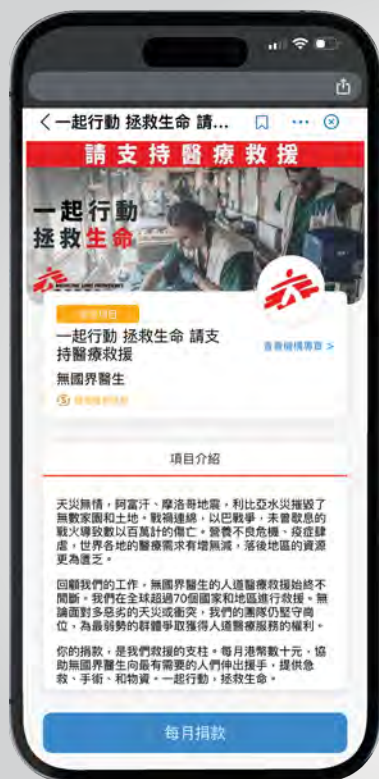 一起行動 拯救生命 請...
請支持醫療救援
一起行動
拯救生命
一起行動 拯救生命 請支
持醫療救援
查看機構專頁 >
無國界醫生
項目介紹
天災無情，阿富汗、摩洛哥地震，利比亞水災摧毀了
無數家園和土地。戰禍連綿，以巴戰爭，未曾歇息的
戰火導致數以百萬計的傷亡。營養不良危機、疫症肆
虐，世界各地的醫療需求有增無減，落後地區的資源
更為匱乏。
回顧我們的工作，無國界醫生的人道醫療救援始終不
間斷。我們在全球超過70個國家和地區進行救援。無
論面對多惡劣的天災或衝突，我們的團隊仍堅守崗
位，為最弱勢的群體爭取獲得人道醫療服務的權利。
你的捐款，是我們救援的支柱。每月港幣數十元，協
助無國界醫生向最有需要的人們伸出援手，提供急
救、手術、和物資。一起行動，拯救生命。
每月捐款